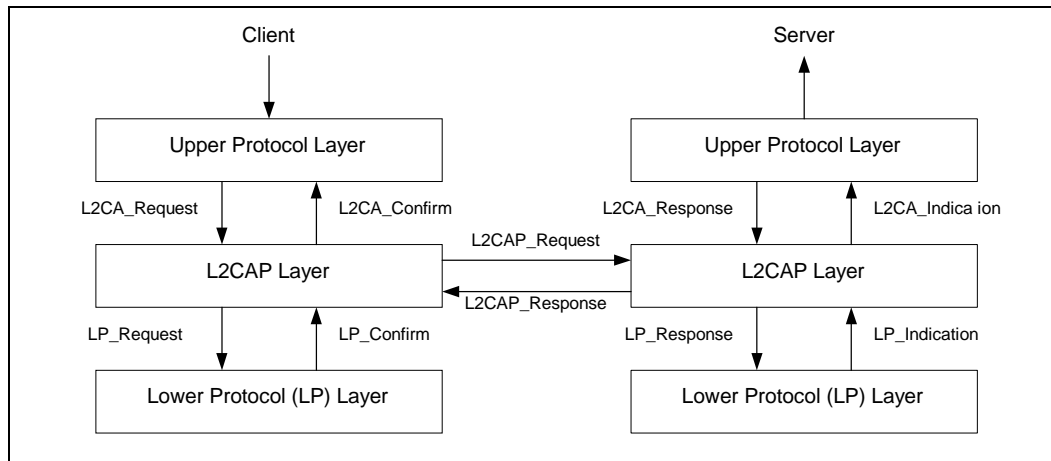 Client
Server
Upper Protocol Layer
Upper Protocol Layer
L2CA_Request
L2CA_Confirm
L2CA_Response
L2CA_Indica ion
L2CAP_Request
L2CAP Layer
L2CAP Layer
L2CAP_Response
LP_Request
LP_Confirm
LP_Response
LP_Indication
Lower Protocol (LP) Layer
Lower Protocol (LP) Layer